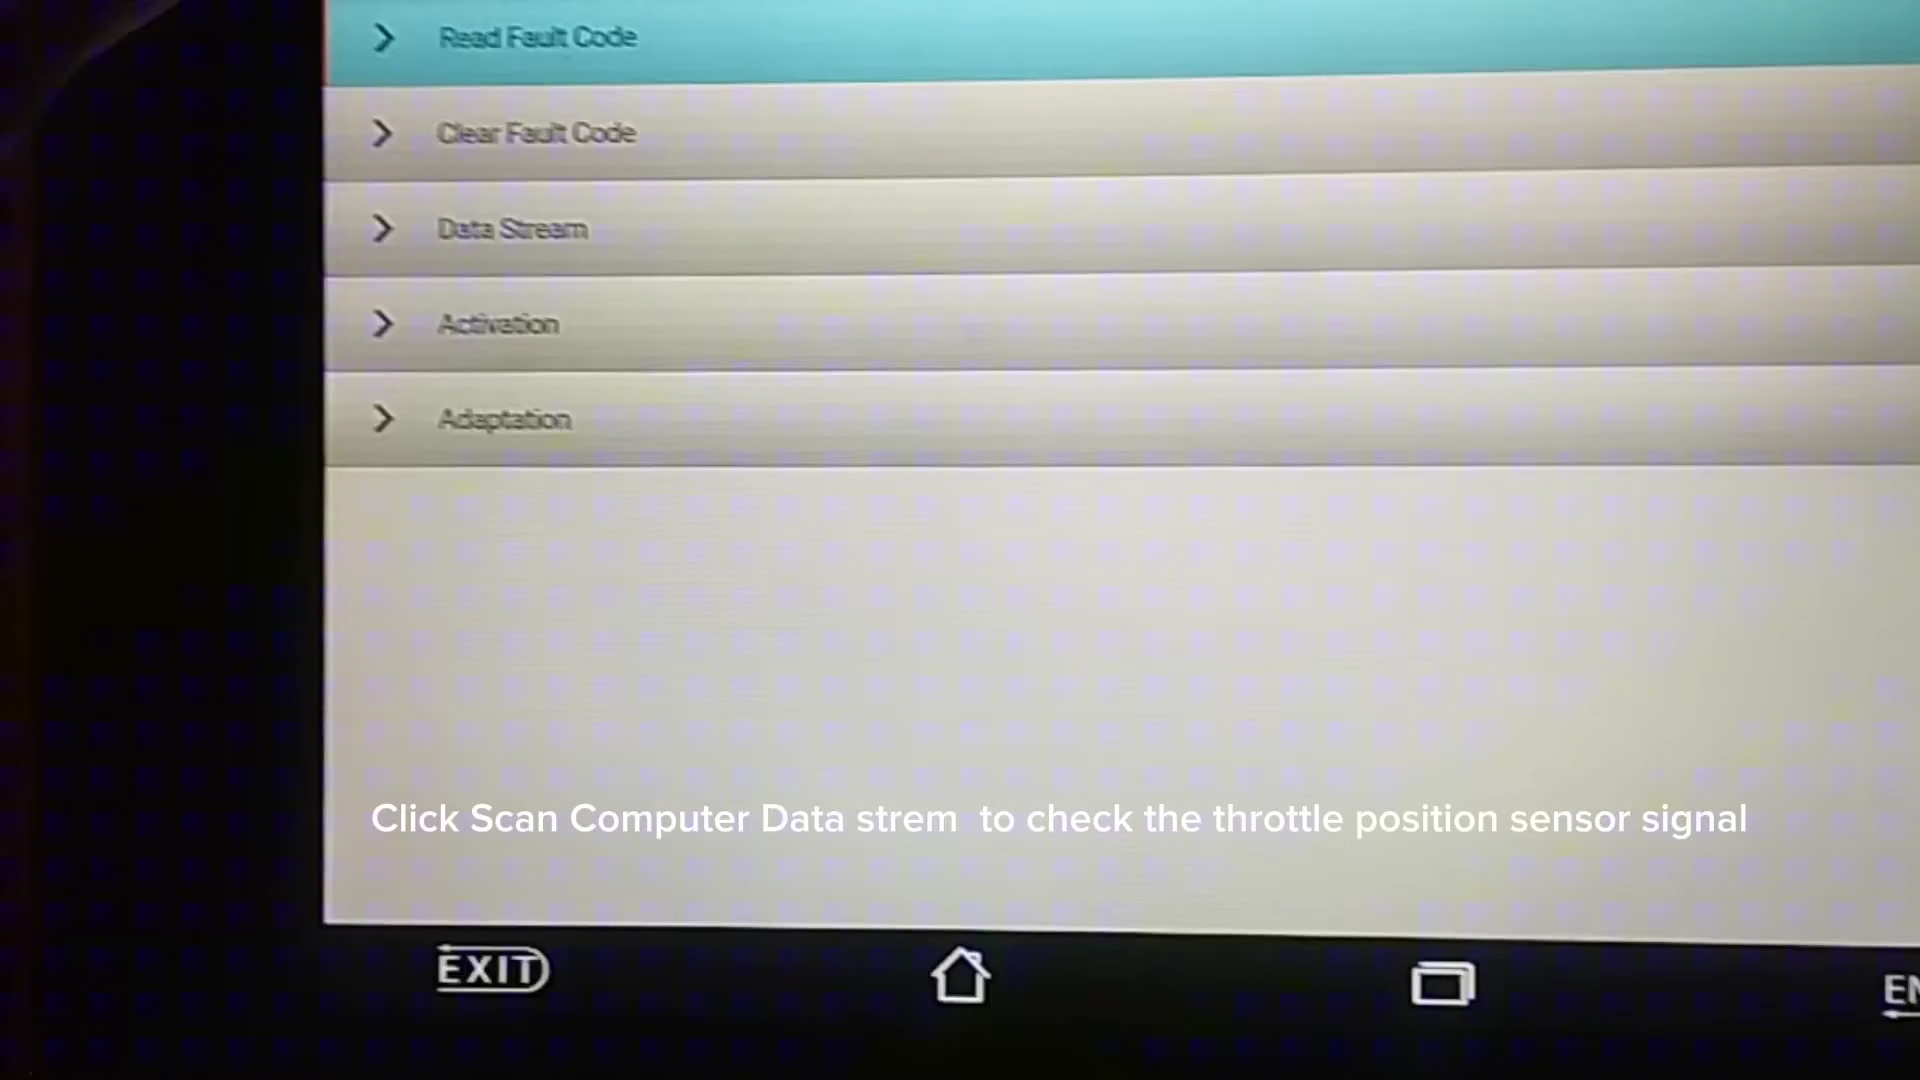 Read Fault Code
Clear Fault Code
Data Stream
Activation
Adaptation
Click Scan Computer Data strem  to check the throttle position sensor signal
EXIT